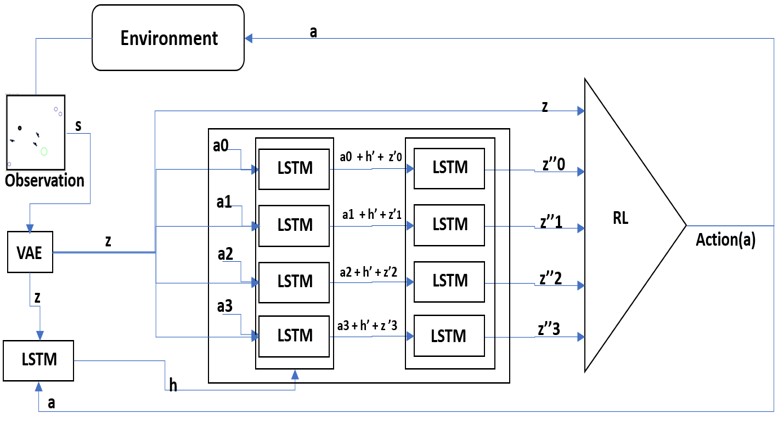 Environment
a
s
Observation
z
a0
LSTM
a0 + h' + z'0
LSTM
z''0
a1
LSTM
a1 + h' + z'1
LSTM
z''1
RL
Action(a)
VAE
z
a2
LSTM
a2 + h' + z'2
LSTM
z''2
z
a3
LSTM
a3 + h' + z'3
LSTM
z''3
LSTM
h
a